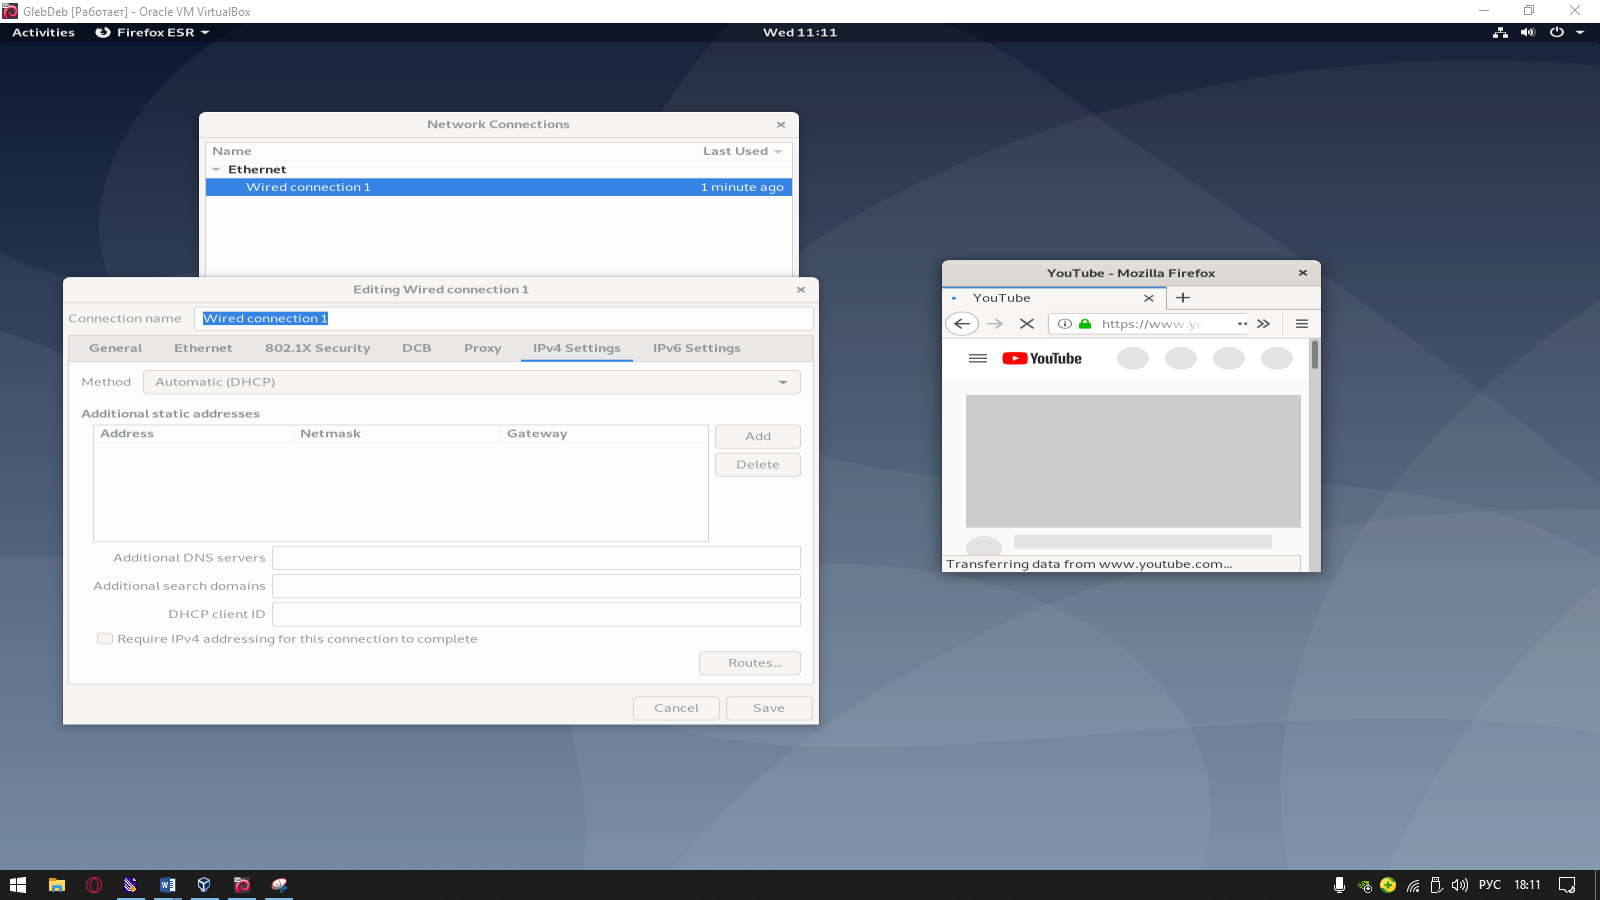 GlebDeb [Работает] - Oracle VM VirtualBox
Activities Firefox ESR Wed 11:11
Network Connections
Name Last Used
Ethernet
Wired connection 1 1 minute ago
Editing Wired connection 1
Connection name Wired connection 1
General Ethernet 802.1X Security DCB Proxy IPv4 Settings IPv6 Settings
Method Automatic (DHCP)
Additional static addresses
Address Netmask Gateway
Add
Delete
Additional DNS servers
Additional search domains
DHCP client ID
Require IPv4 addressing for this connection to complete
Routes...
Cancel Save
YouTube - Mozilla Firefox
YouTube
https://www.yc
YouTube
Transferring data from www.youtube.com...
РУС 18:11